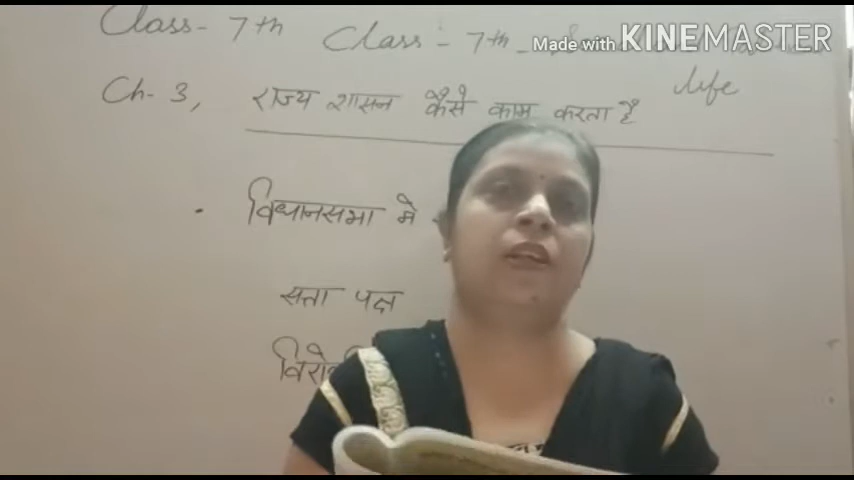 Class- 7th Class:- 7th
Made with KINEMASTER
life
Ch- 3, राज्य शासन कैसे काम करता है
• विधानसभा मे
सत्ता पक्ष